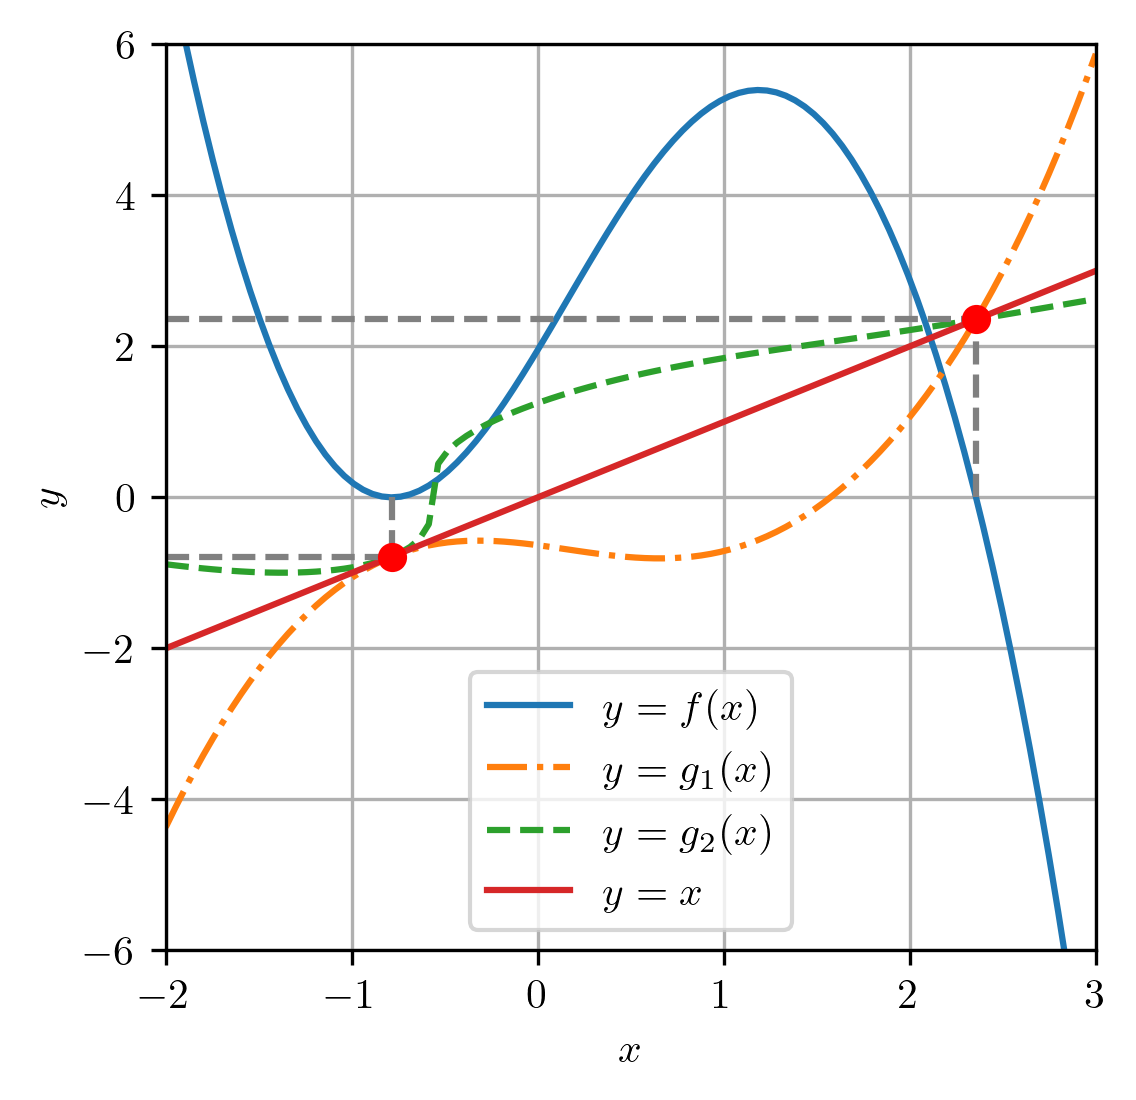 6
4
2
0
−2
−4
−6
y
y = f(x)
y = g₁(x)
y = g₂(x)
y = x
−2 −1 0 1 2 3
x